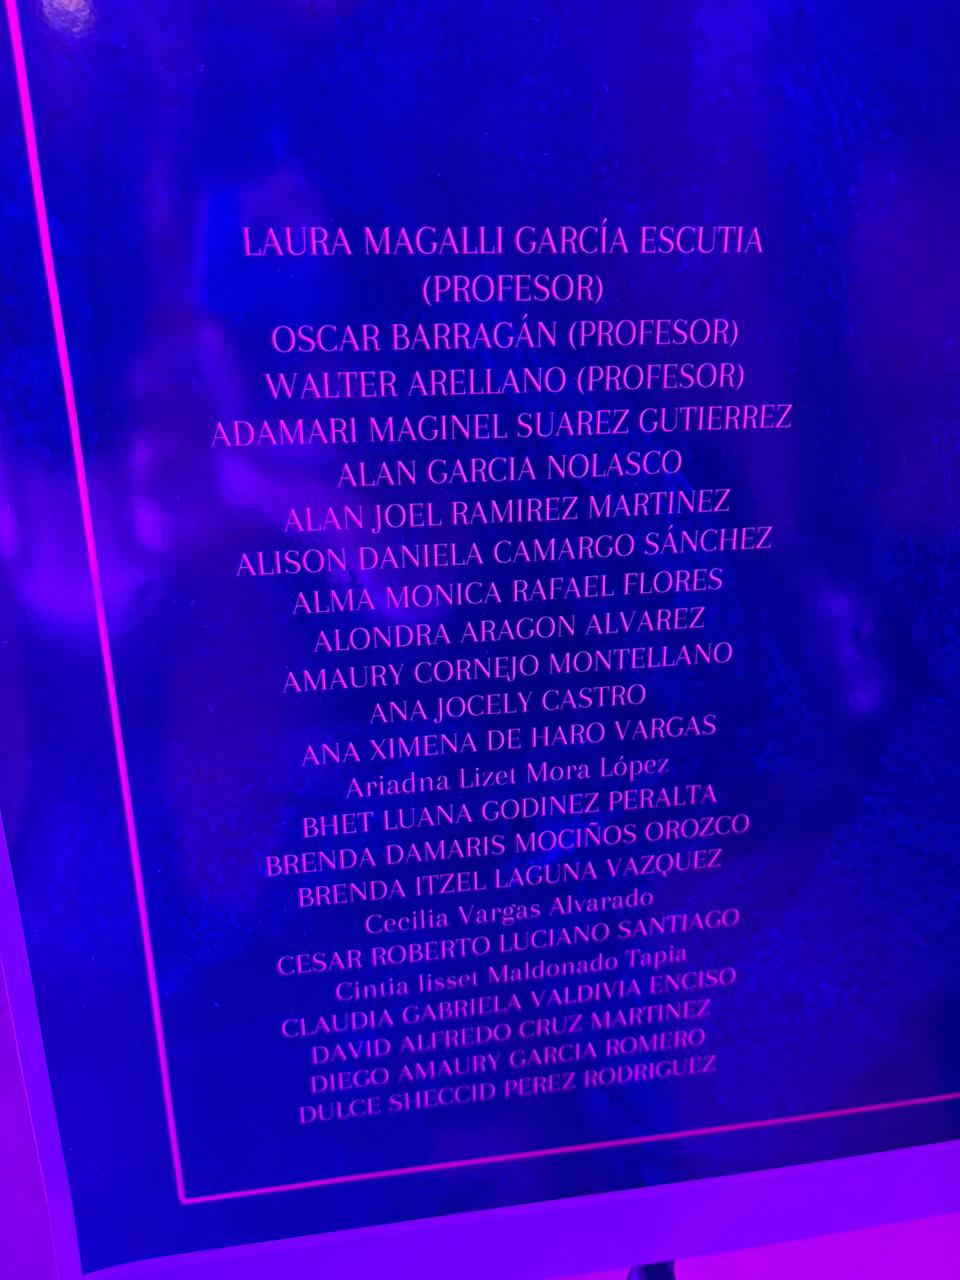 LAURA MAGALLI GARCÍA ESCUTIA
(PROFESOR)
OSCAR BARRAGÁN (PROFESOR)
WALTER ARELLANO (PROFESOR)
ADAMARI MAGINEL SUAREZ GUTIERREZ
ALAN GARCIA NOLASCO
ALAN JOEL RAMIREZ MARTINEZ
ALISON DANIELA CAMARGO SÁNCHEZ
ALMA MONICA RAFAEL FLORES
ALONDRA ARAGON ALVAREZ
AMAURY CORNEJO MONTELLANO
ANA JOCELY CASTRO
ANA XIMENA DE HARO VARGAS
Ariadna Lizet Mora López
BHET LUANA GODINEZ PERALTA
BRENDA DAMARIS MOCIÑOS OROZCO
BRENDA ITZEL LAGUNA VAZQUEZ
Cecilia Vargas Alvarado
CESAR ROBERTO LUCIANO SANTIAGO
Cintia lisset Maldonado Tapia
CLAUDIA GABRIELA VALDIVIA ENCISO
DAVID ALFREDO CRUZ MARTINEZ
DIEGO AMAURY GARCIA ROMERO
DULCE SHECCID PEREZ RODRIGUEZ